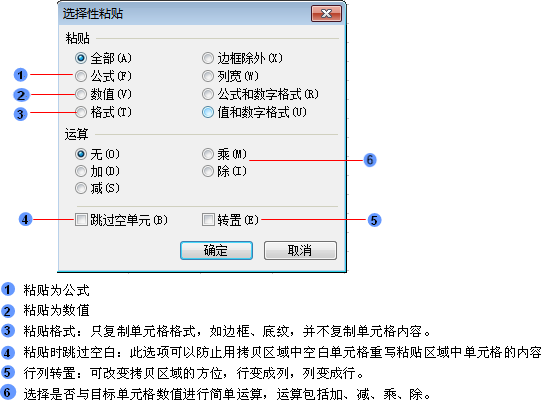 选择性粘贴
粘贴
全部(A) 边框除外(X)
1 公式(F) 列宽(W)
2 数值(V) 公式和数字格式(R)
3 格式(T) 值和数字格式(U)
运算
无(O) 乘(M) 6
加(D) 除(I)
减(S)
4 跳过空单元(B) 转置(E) 5
确定 取消
1 粘贴为公式
2 粘贴为数值
3 粘贴格式：只复制单元格格式，如边框、底纹，并不复制单元格内容。
4 粘贴时跳过空白：此选项可以防止用拷贝区域中空白单元格重写粘贴区域中单元格的内容
5 行列转置：可改变拷贝区域的方位，行变成列，列变成行。
6 选择是否与目标单元格数值进行简单运算，运算包括加、减、乘、除。